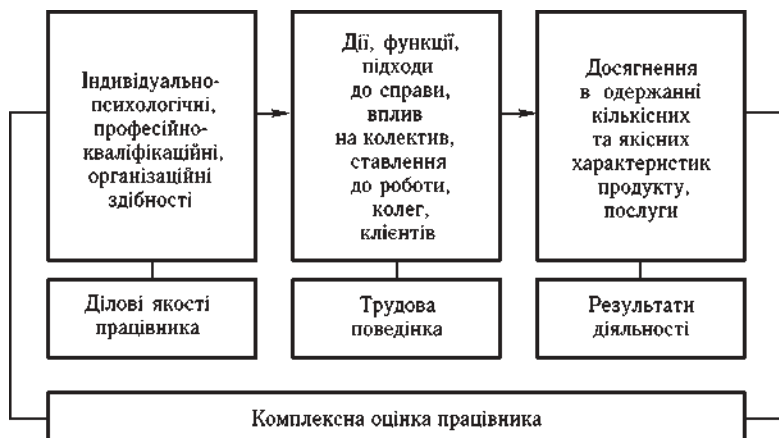 Індивідуально-
психологічні,
професійно-
кваліфікаційні,
організаційні
здібності
Дії, функції,
підходи
до справи,
вплив
на колектив,
ставлення
до роботи,
колег,
клієнтів
Досягнення
в одержанні
кількісних
та якісних
характеристик
продукту,
послуги
Ділові якості
працівника
Трудова
поведінка
Результати
діяльності
Комплексна оцінка працівника